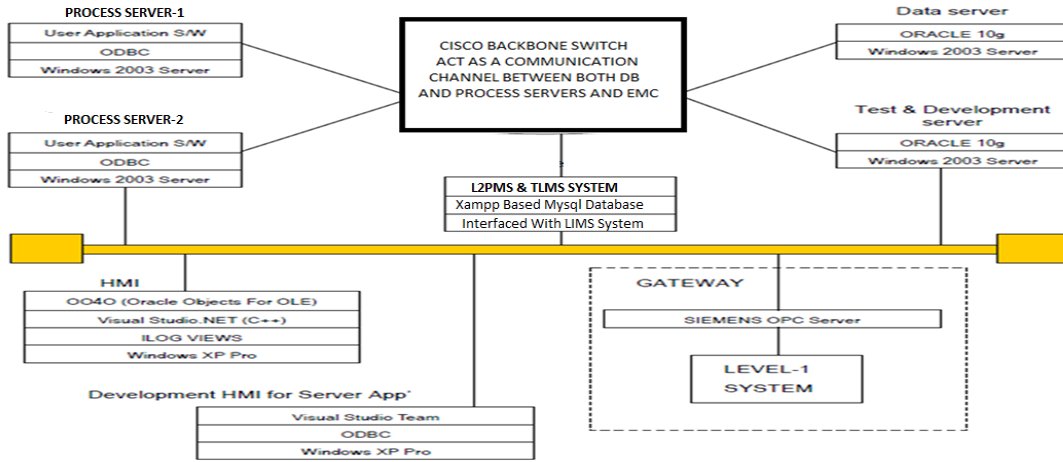 PROCESS SERVER-1
User Application S/W
ODBC
Windows 2003 Server
CISCO BACKBONE SWITCH
ACT AS A COMMUNICATION
CHANNEL BETWEEN BOTH DB
AND PROCESS SERVERS AND EMC
Data server
ORACLE 10g
Windows 2003 Server
PROCESS SERVER-2
User Application S/W
ODBC
Windows 2003 Server
Test & Development
server
ORACLE 10g
Windows 2003 Server
L2PMS & TLMS SYSTEM
Xampp Based Mysql Database
Interfaced With LIMS System
HMI
OO4O (Oracle Objects For OLE)
Visual Studio.NET (C++)
ILOG VIEWS
Windows XP Pro
GATEWAY
SIEMENS OPC Server
LEVEL-1
SYSTEM
Development HMI for Server App'
Visual Studio Team
ODBC
Windows XP Pro